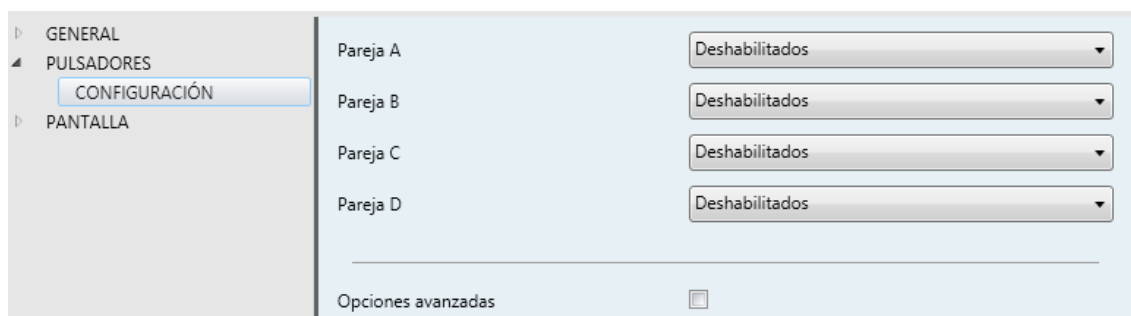 GENERAL
PULSADORES
CONFIGURACIÓN
PANTALLA
Pareja A Deshabilitados
Pareja B Deshabilitados
Pareja C Deshabilitados
Pareja D Deshabilitados
Opciones avanzadas